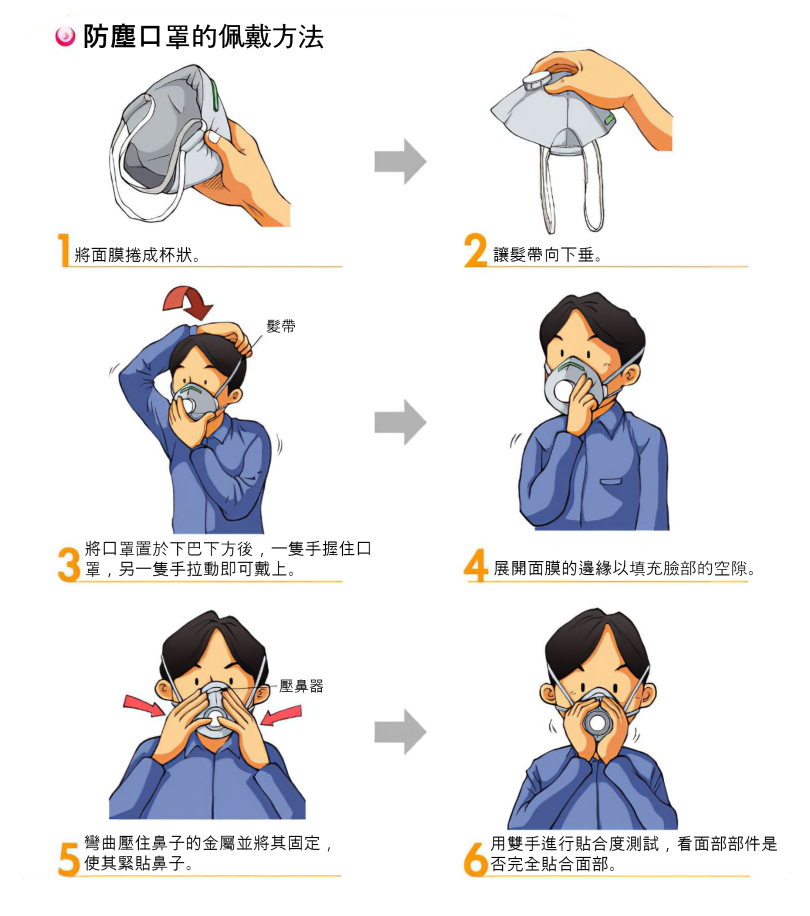 防塵口罩的佩戴方法
1 將面膜捲成杯狀。
2 讓髮帶向下垂。
髮帶
3 將口罩置於下巴下方後，一隻手握住口
罩，另一隻手拉動即可戴上。
4 展開面膜的邊緣以填充臉部的空隙。
壓鼻器
5 彎曲壓住鼻子的金屬並將其固定，
使其緊貼鼻子。
6 用雙手進行貼合度測試，看面部部件是
否完全貼合面部。